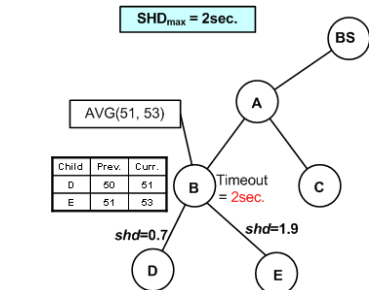 SHDmax = 2sec.
BS
A
AVG(51, 53)
Child Prev. Curr.
D 50 51
E 51 53
B
Timeout
= 2sec.
C
shd=0.7
shd=1.9
D
E